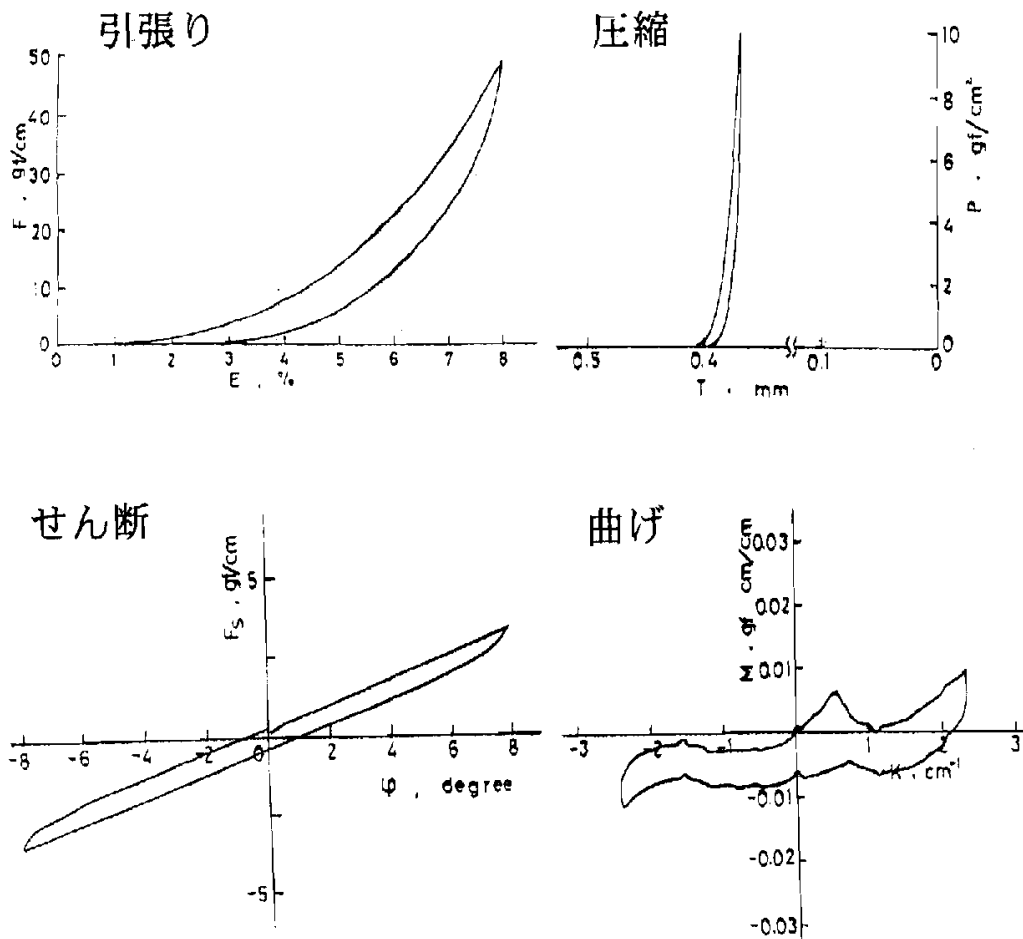 引張り
50
40
30
20
10
0
F . gf/cm
0 1 2 3 4 5 6 7 8
E . %
圧縮
10
8
6
4
2
0
P . gf/cm²
0.5 0.4 0.1 0
T . mm
せん断
Fs . gf/cm
5
-8 -6 -4 -2 0 2 4 6 8
φ . degree
-5
曲げ
M . gf cm/cm
0.03
0.02
0.01
0
-3 -2 -1 0 1 2 3
K . cm⁻¹
-0.01
-0.02
-0.03